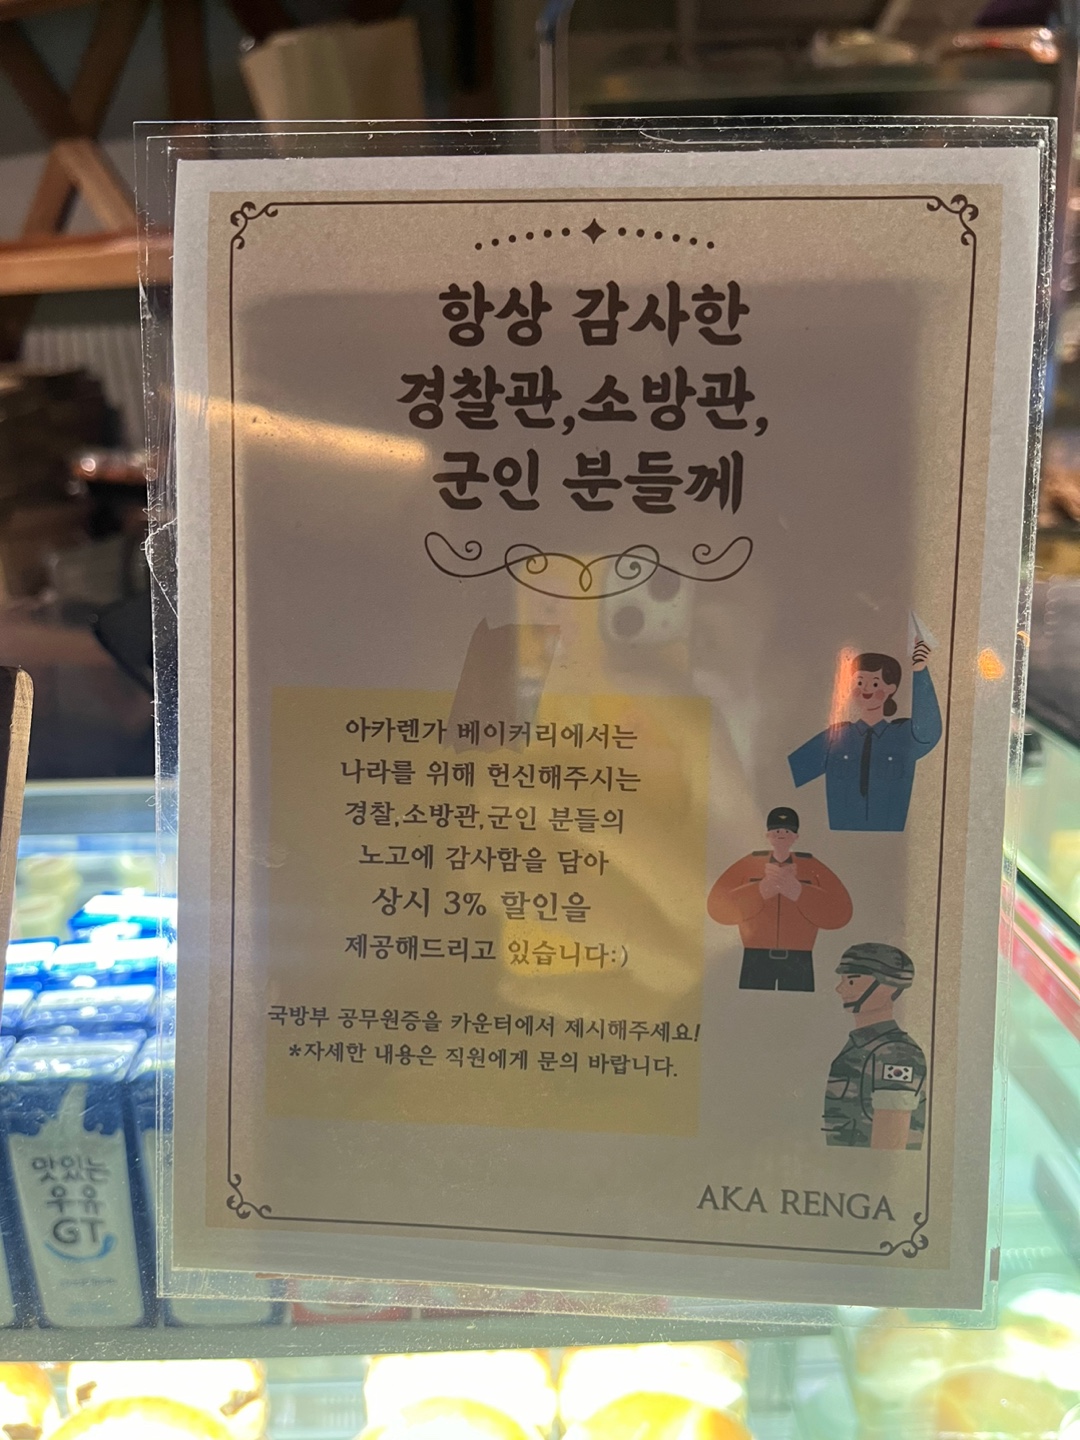 항상 감사한
경찰관,소방관,
군인 분들께
아카렌가 베이커리에서는
나라를 위해 헌신해주시는
경찰,소방관,군인 분들의
노고에 감사함을 담아
상시 3% 할인을
제공해드리고 있습니다:)
국방부 공무원증을 카운터에서 제시해주세요!
*자세한 내용은 직원에게 문의 바랍니다.
AKA RENGA
맛있는
우유
GT